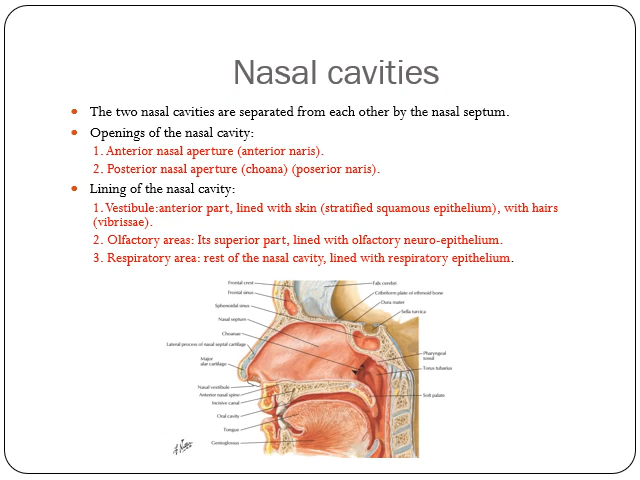 Nasal cavities
The two nasal cavities are separated from each other by the nasal septum.
Openings of the nasal cavity:
1. Anterior nasal aperture (anterior naris).
2. Posterior nasal aperture (choana) (poserior naris).
Lining of the nasal cavity:
1. Vestibule:anterior part, lined with skin (stratified squamous epithelium), with hairs
(vibrissae).
2. Olfactory areas: Its superior part, lined with olfactory neuro-epithelium.
3. Respiratory area: rest of the nasal cavity, lined with respiratory epithelium.
Frontal crest
Frontal sinus
Sphenoidal sinus
Nasal septum
Choanae
Lateral process of nasal septal cartilage
Major
alar cartilage
Nasal vestibule
Anterior nasal spine
Incisive canal
Oral cavity
Tongue
Genioglossus
Falx cerebri
Cribriform plate of ethmoid bone
Dura mater
Sella turcica
Pharyngeal
tonsil
Torus tubarius
Soft palate